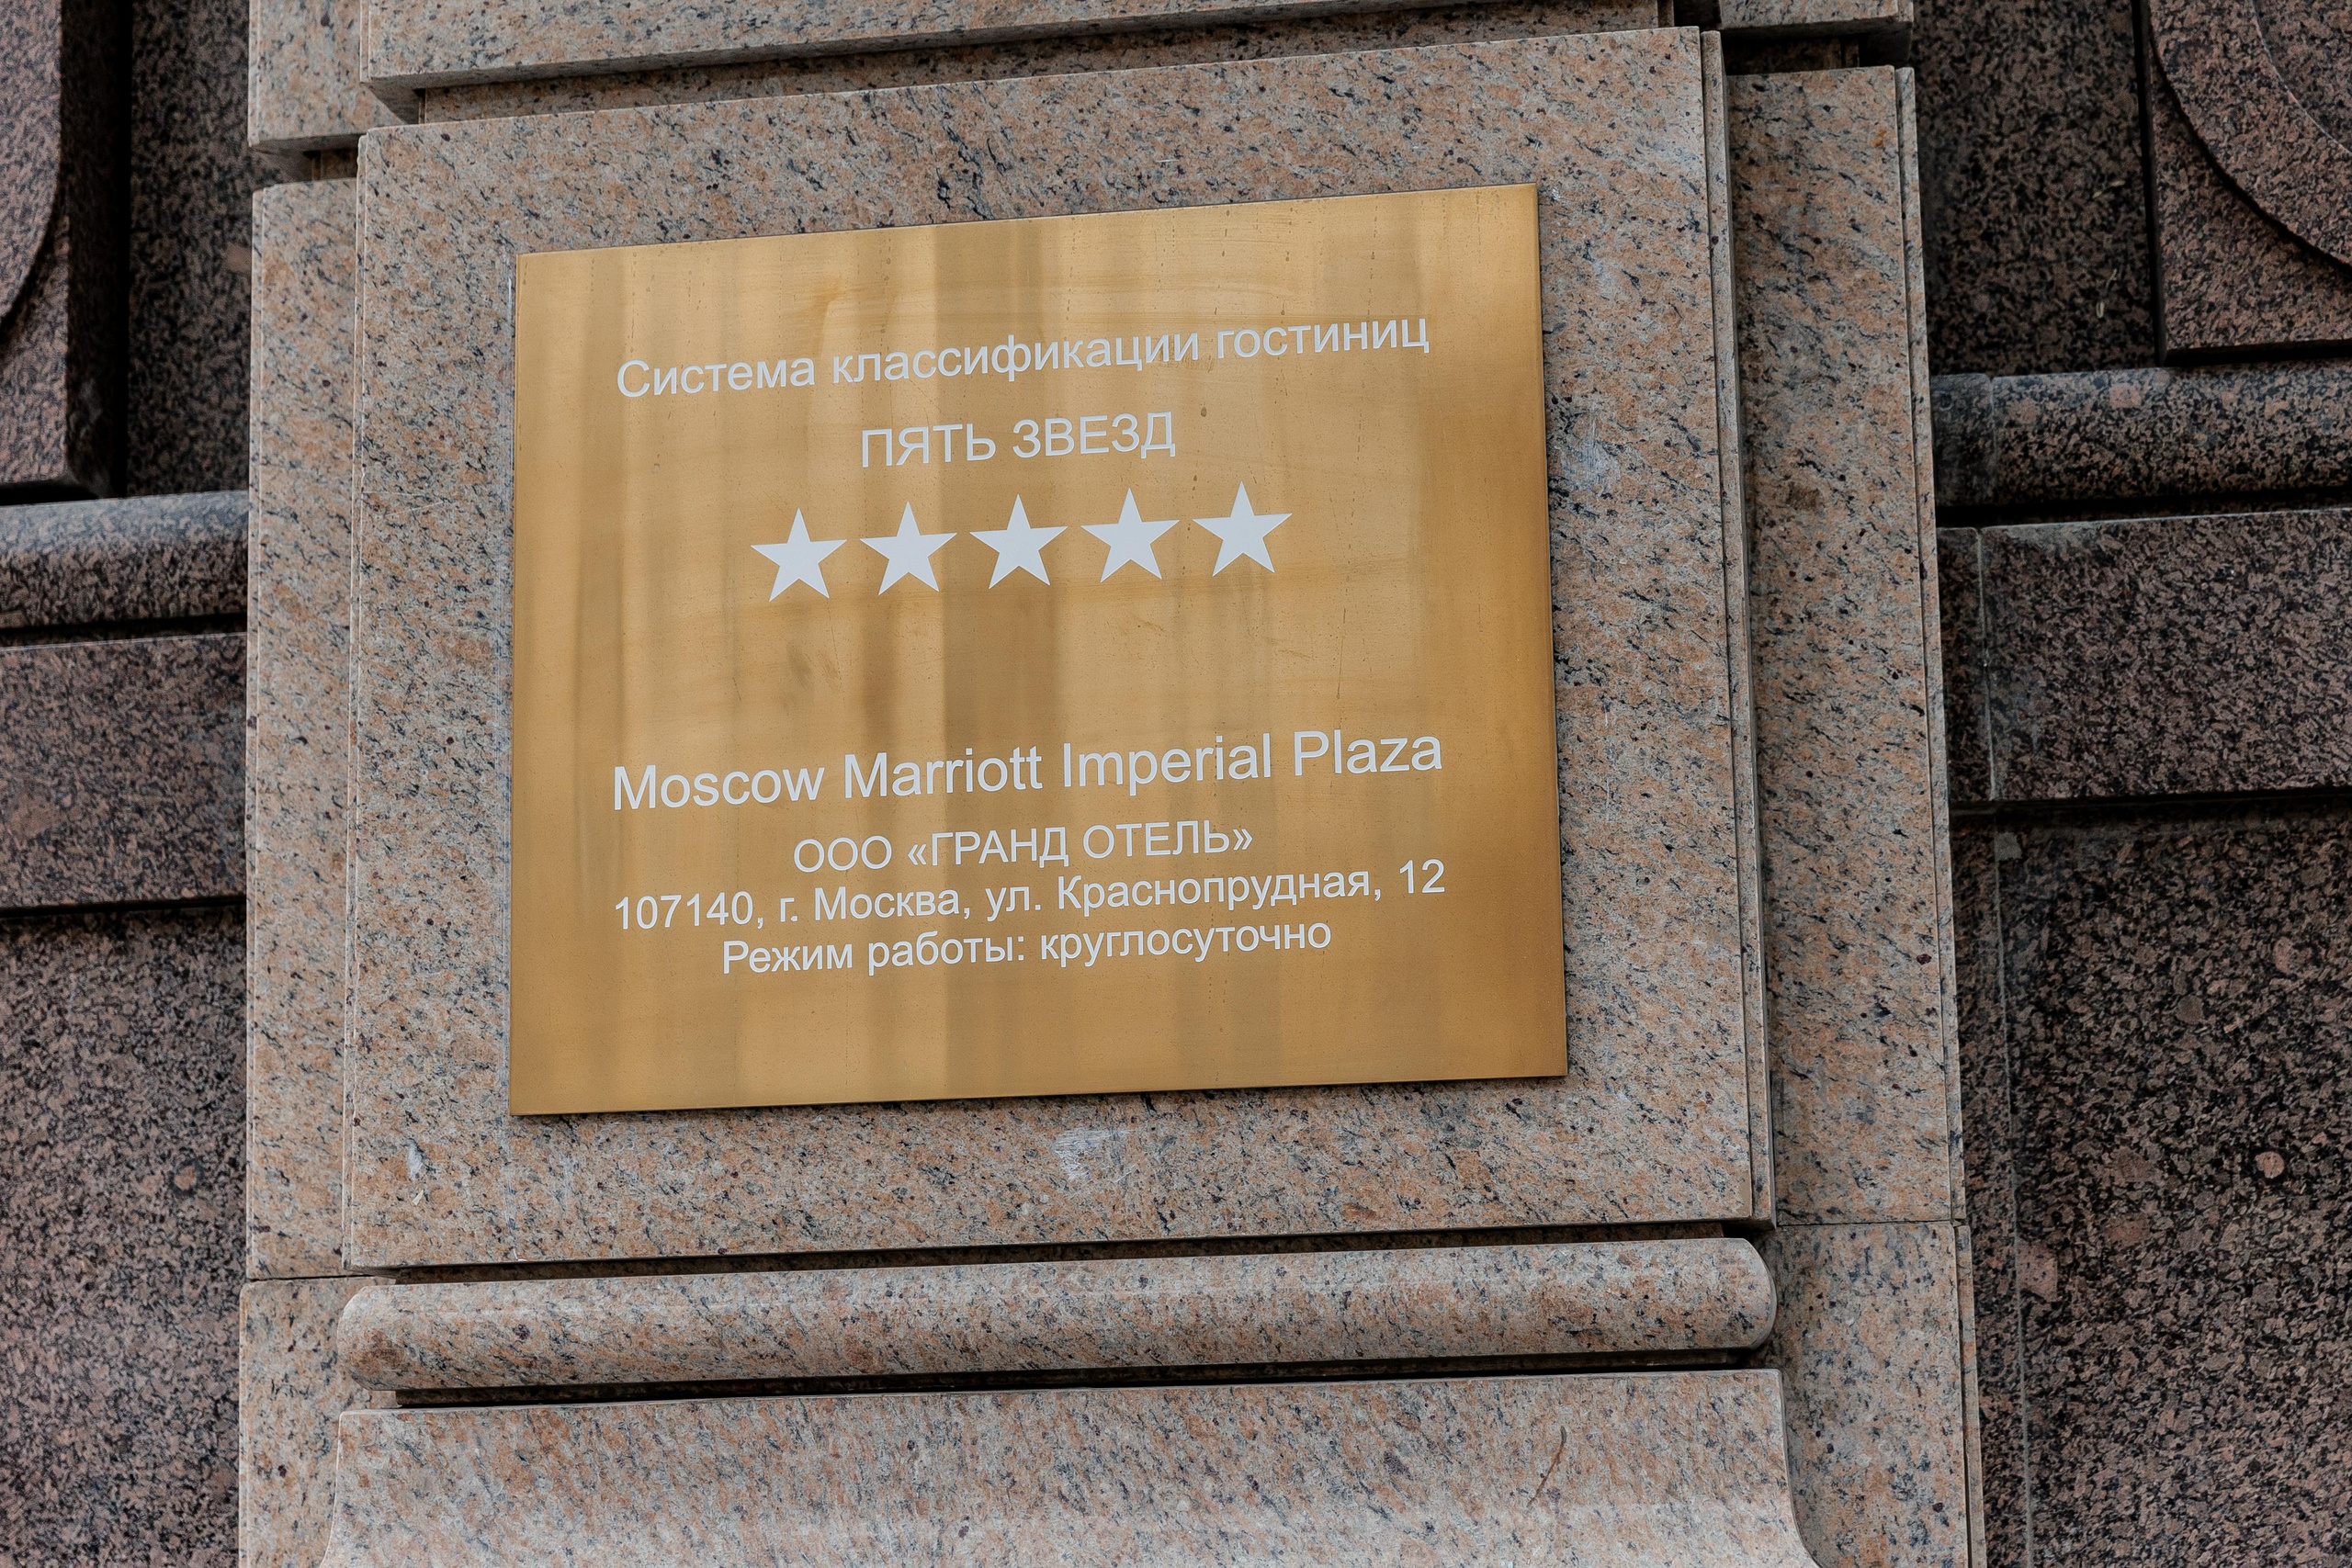 Система классификации гостиниц
ПЯТЬ ЗВЕЗД
Moscow Marriott Imperial Plaza
ООО «ГРАНД ОТЕЛЬ»
107140, г. Москва, ул. Краснопрудная, 12
Режим работы: круглосуточно